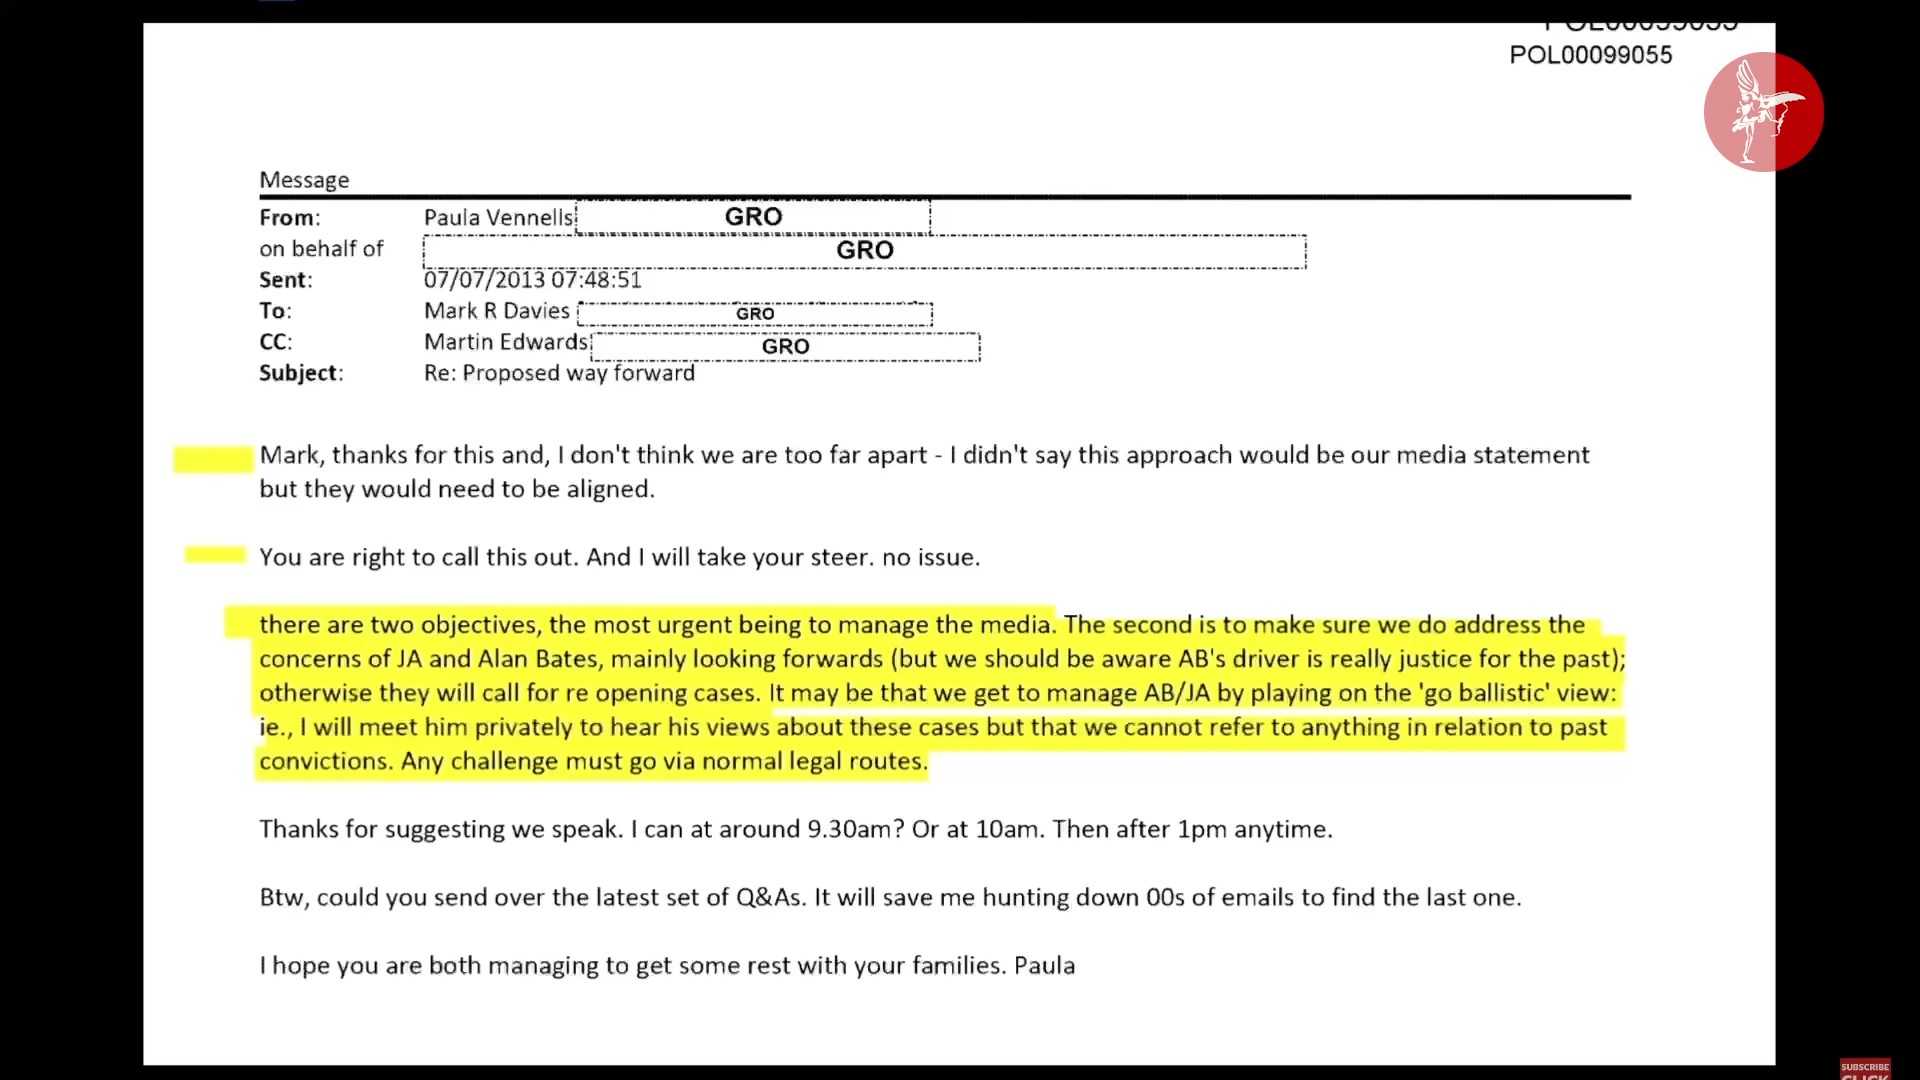 POL00099055
POL00099055
Message
From: Paula Vennells GRO
on behalf of GRO
Sent: 07/07/2013 07:48:51
To: Mark R Davies GRO
CC: Martin Edwards GRO
Subject: Re: Proposed way forward
Mark, thanks for this and, I don't think we are too far apart - I didn't say this approach would be our media statement
but they would need to be aligned.
You are right to call this out. And I will take your steer. no issue.
there are two objectives, the most urgent being to manage the media. The second is to make sure we do address the
concerns of JA and Alan Bates, mainly looking forwards (but we should be aware AB's driver is really justice for the past);
otherwise they will call for re opening cases. It may be that we get to manage AB/JA by playing on the 'go ballistic' view:
ie., I will meet him privately to hear his views about these cases but that we cannot refer to anything in relation to past
convictions. Any challenge must go via normal legal routes.
Thanks for suggesting we speak. I can at around 9.30am? Or at 10am. Then after 1pm anytime.
Btw, could you send over the latest set of Q&As. It will save me hunting down 00s of emails to find the last one.
I hope you are both managing to get some rest with your families. Paula
SUBSCRIBE
CLICK